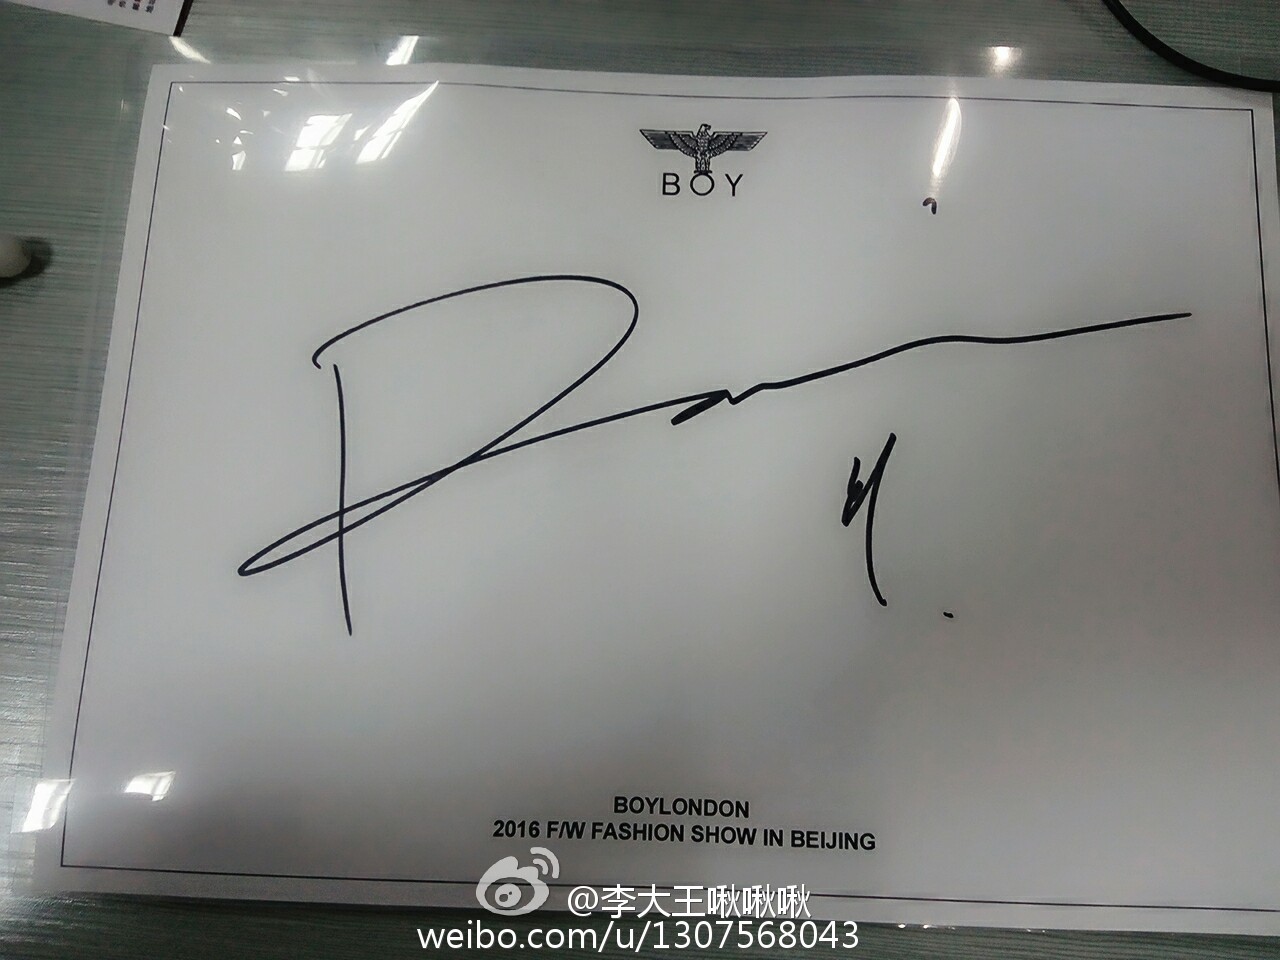 BOY
BOYLONDON
2016 F/W FASHION SHOW IN BEIJING
@李大王啾啾啾
weibo.com/u/1307568043